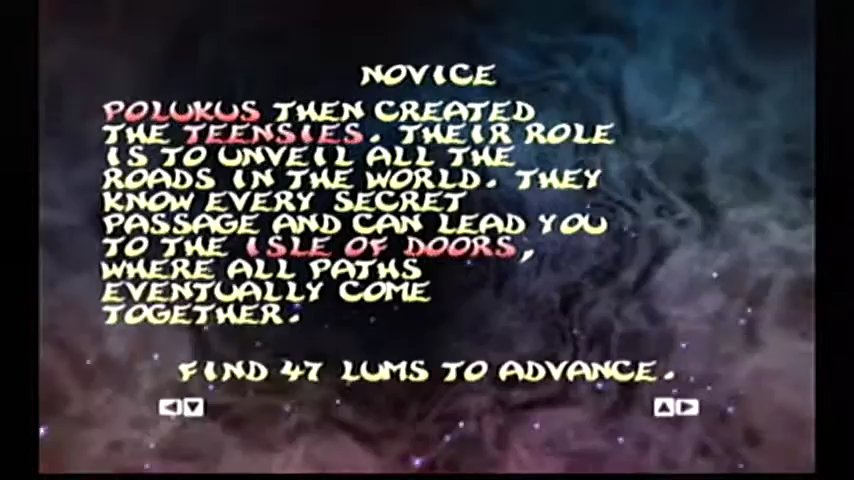 NOVICE
POLUKUS THEN CREATED
THE TEENSIES. THEIR ROLE
IS TO UNVEIL ALL THE
ROADS IN THE WORLD. THEY
KNOW EVERY SECRET
PASSAGE AND CAN LEAD YOU
TO THE ISLE OF DOORS,
WHERE ALL PATHS
EVENTUALLY COME
TOGETHER.
FIND 47 LUMS TO ADVANCE.